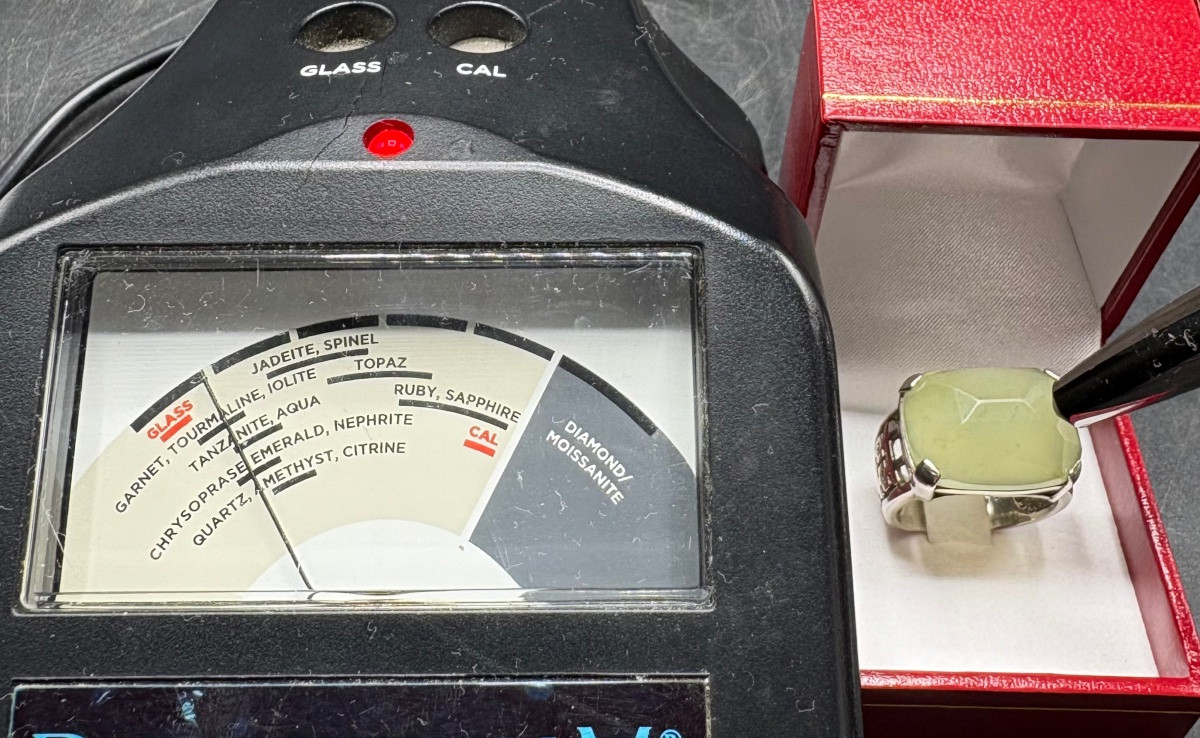 GLASS CAL
JADEITE, SPINEL
TOPAZ
RUBY, SAPPHIRE
GLASS
GARNET, TOURMALINE, IOLITE
TANZANITE, AQUA
CHRYSOPRASE EMERALD, NEPHRITE
QUARTZ, AMETHYST, CITRINE
CAL
DIAMOND/
MOISSANITE